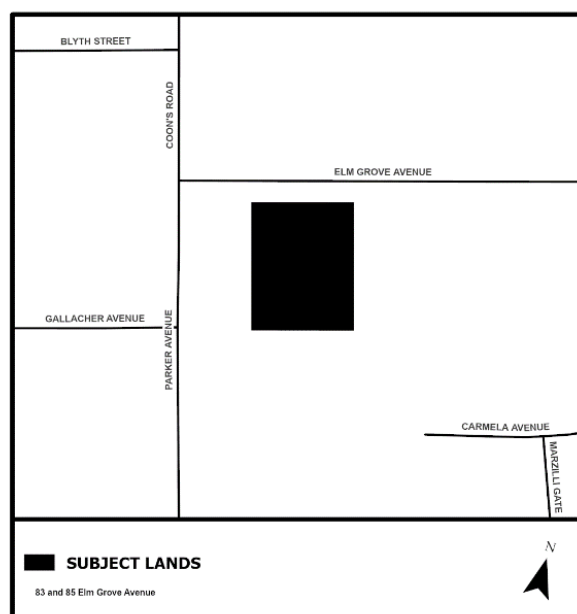 BLYTH STREET
COON'S ROAD
ELM GROVE AVENUE
GALLACHER AVENUE
PARKER AVENUE
CARMELA AVENUE
MARZILLI GATE
SUBJECT LANDS
N
83 and 85 Elm Grove Avenue